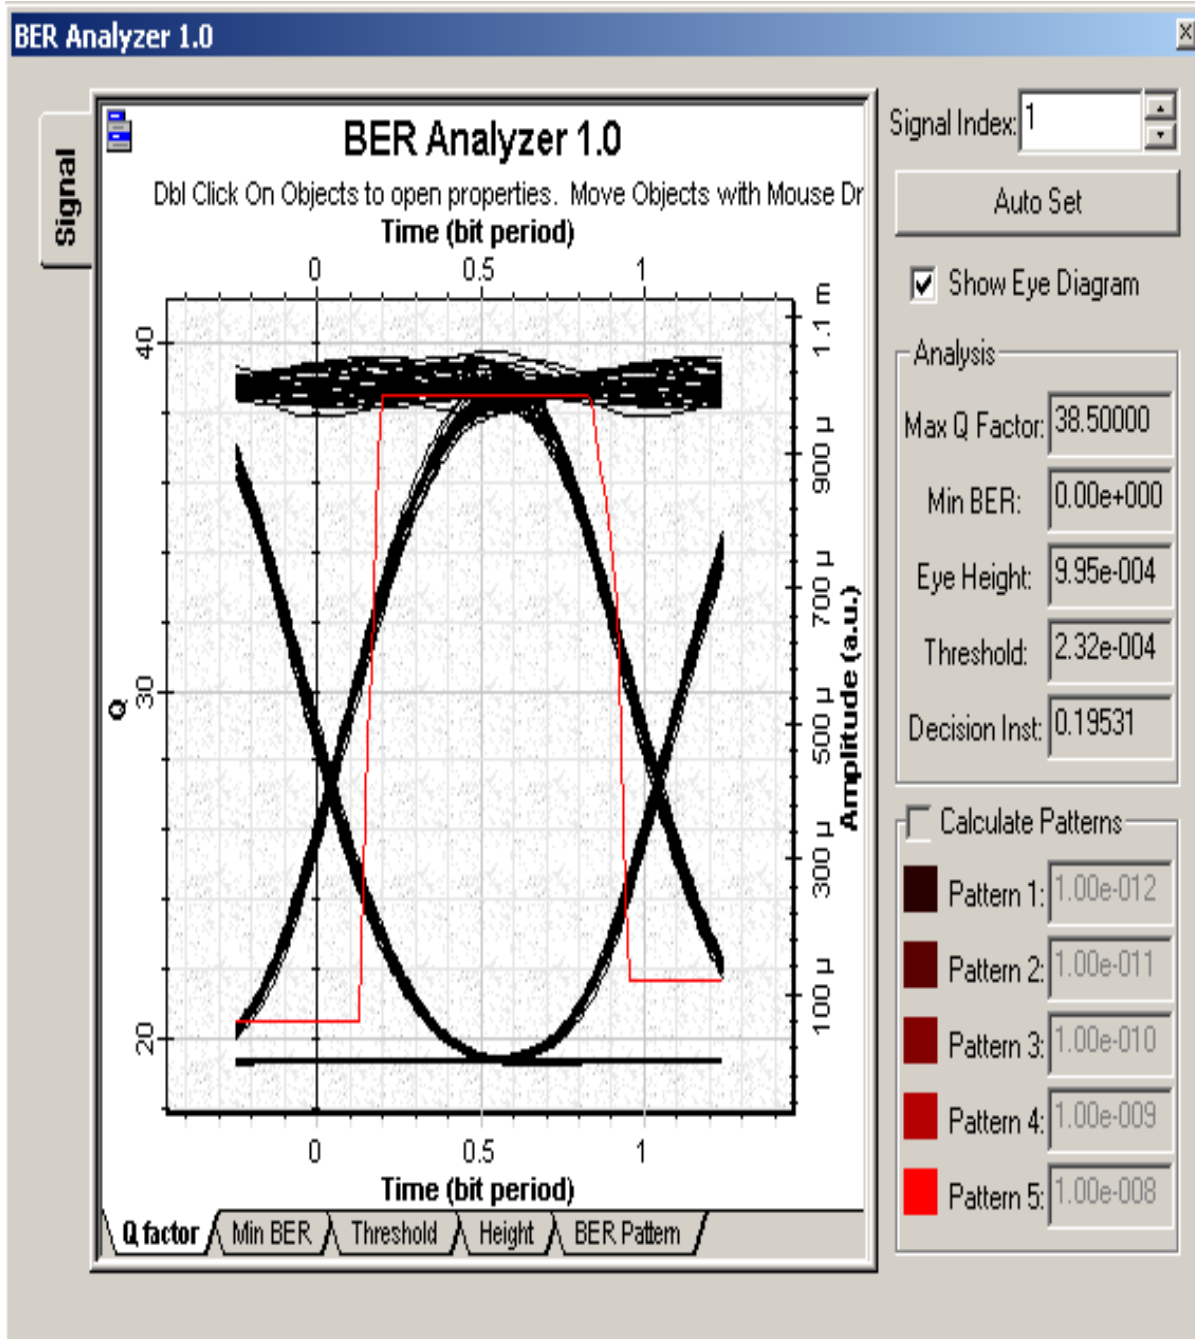 BER Analyzer 1.0
Signal
BER Analyzer 1.0
Dbl Click On Objects to open properties. Move Objects with Mouse Dr
Time (bit period)
0 0.5 1
Q
40
30
20
1.1 m
900 µ
700 µ
500 µ
300 µ
100 µ
Amplitude (a.u.)
0 0.5 1
Time (bit period)
Q factor Min BER Threshold Height BER Pattern
Signal Index: 1
Auto Set
Show Eye Diagram
Analysis
Max Q Factor: 38.50000
Min BER: 0.00e+000
Eye Height: 9.95e-004
Threshold: 2.32e-004
Decision Inst: 0.19531
Calculate Patterns
Pattern 1: 1.00e-012
Pattern 2: 1.00e-011
Pattern 3: 1.00e-010
Pattern 4: 1.00e-009
Pattern 5: 1.00e-008